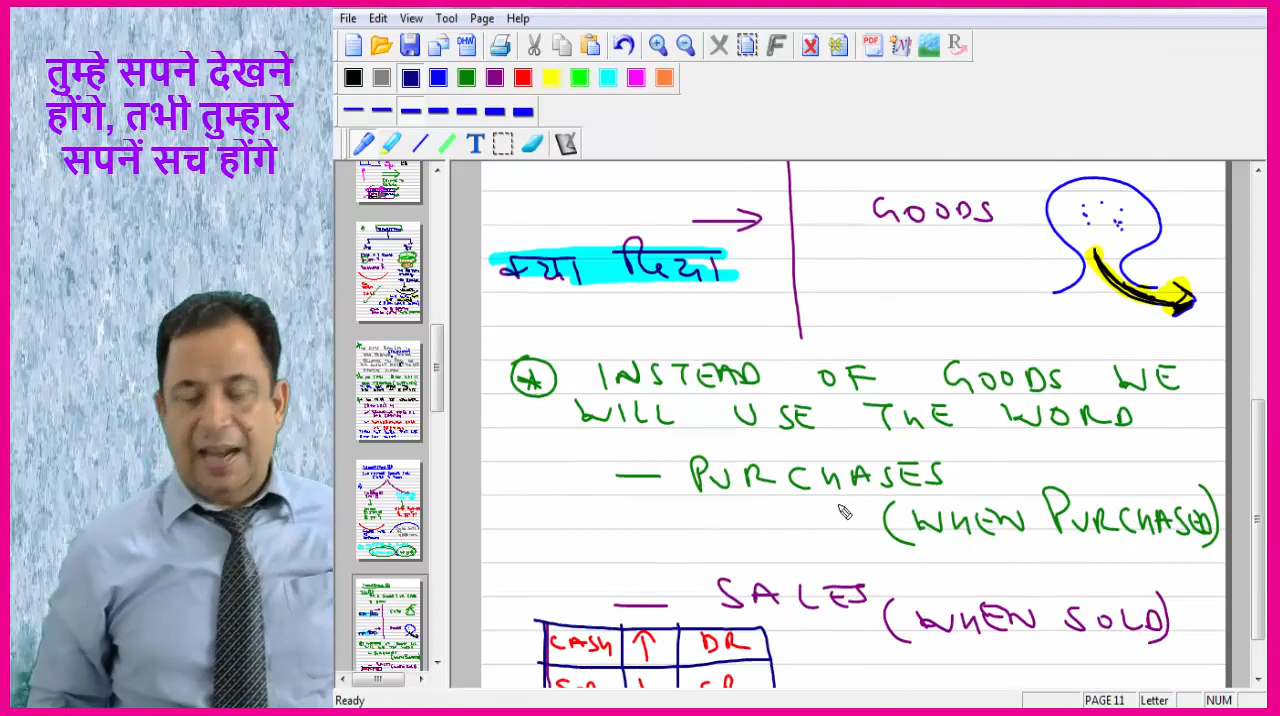 तुम्हे सपने देखने
होंगे, तभी तुम्हारे
सपनें सच होंगे
File Edit View Tool Page Help
GOODS
क्या दिया
INSTEAD OF GOODS WE
WILL USE THE WORD
— PURCHASES
(WHEN PURCHASED)
— SALES (WHEN SOLD)
CASH ↑ DR
Ready PAGE 11 Letter NUM